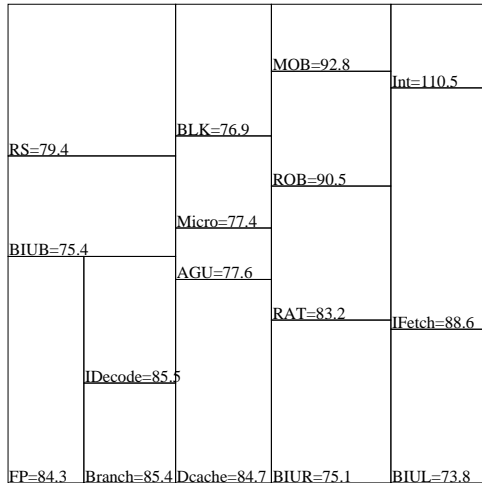 MOB=92.8
Int=110.5
BLK=76.9
RS=79.4
ROB=90.5
Micro=77.4
BIUB=75.4
AGU=77.6
RAT=83.2
IFetch=88.6
IDecode=85.5
FP=84.3 Branch=85.4 Dcache=84.7 BIUR=75.1 BIUL=73.8